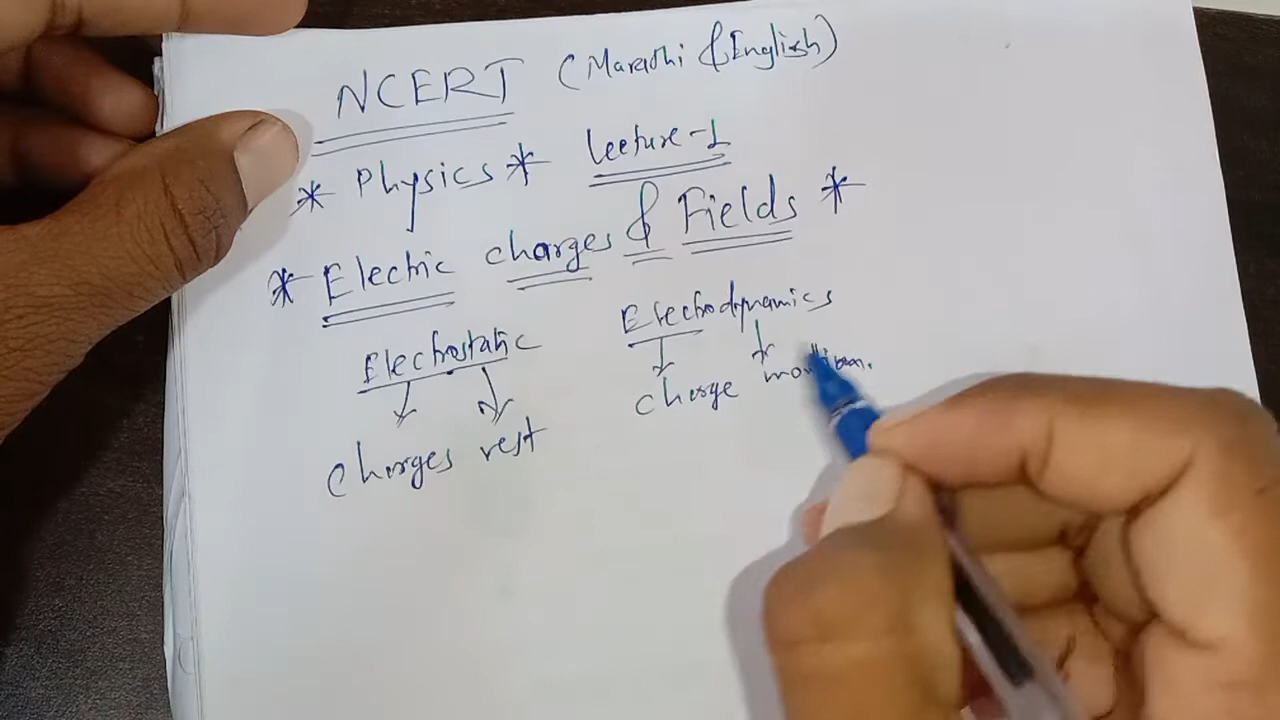 NCERT (Marathi & English)
* Physics * Lecture-1
* Electric charges & Fields *
Electrostatic Electrodynamics
charges rest charge